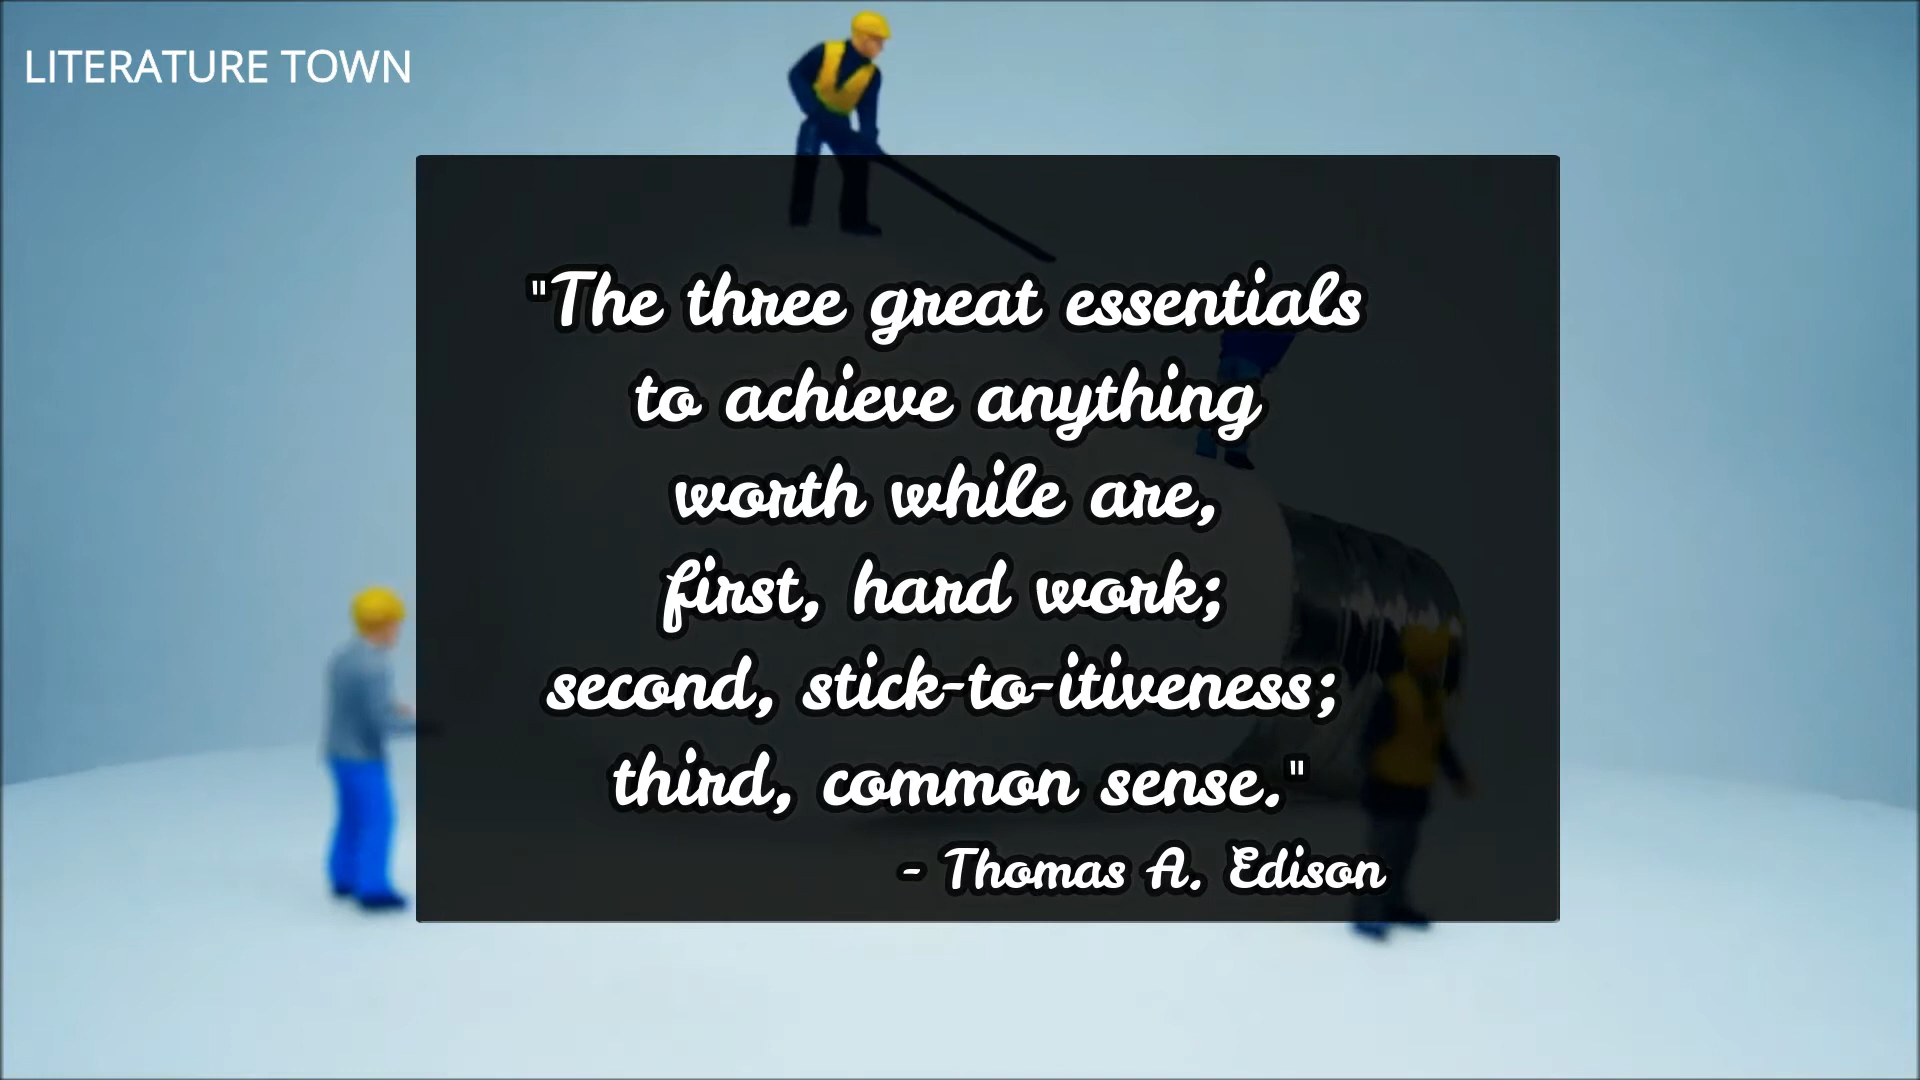 LITERATURE TOWN
"The three great essentials
to achieve anything
worth while are,
first, hard work;
second, stick-to-itiveness;
third, common sense."
- Thomas A. Edison